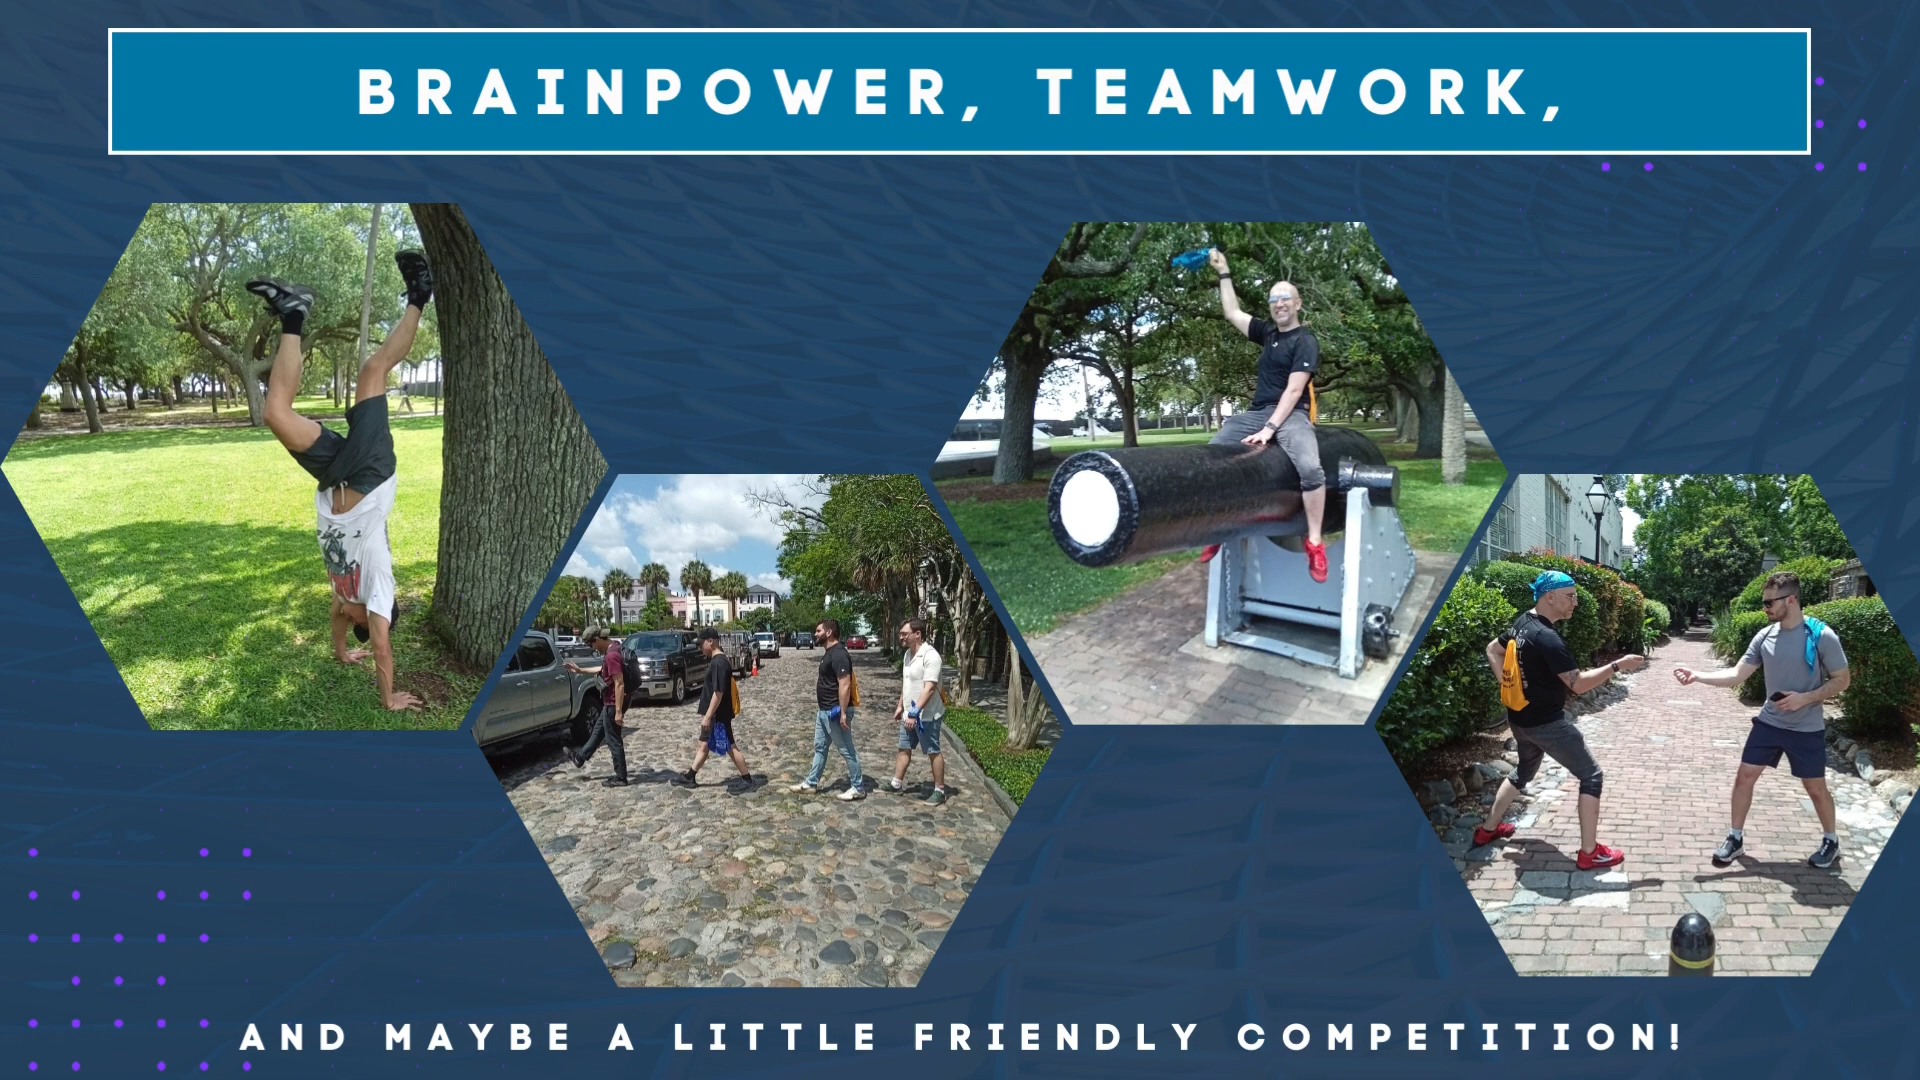 BRAINPOWER, TEAMWORK,
AND MAYBE A LITTLE FRIENDLY COMPETITION!